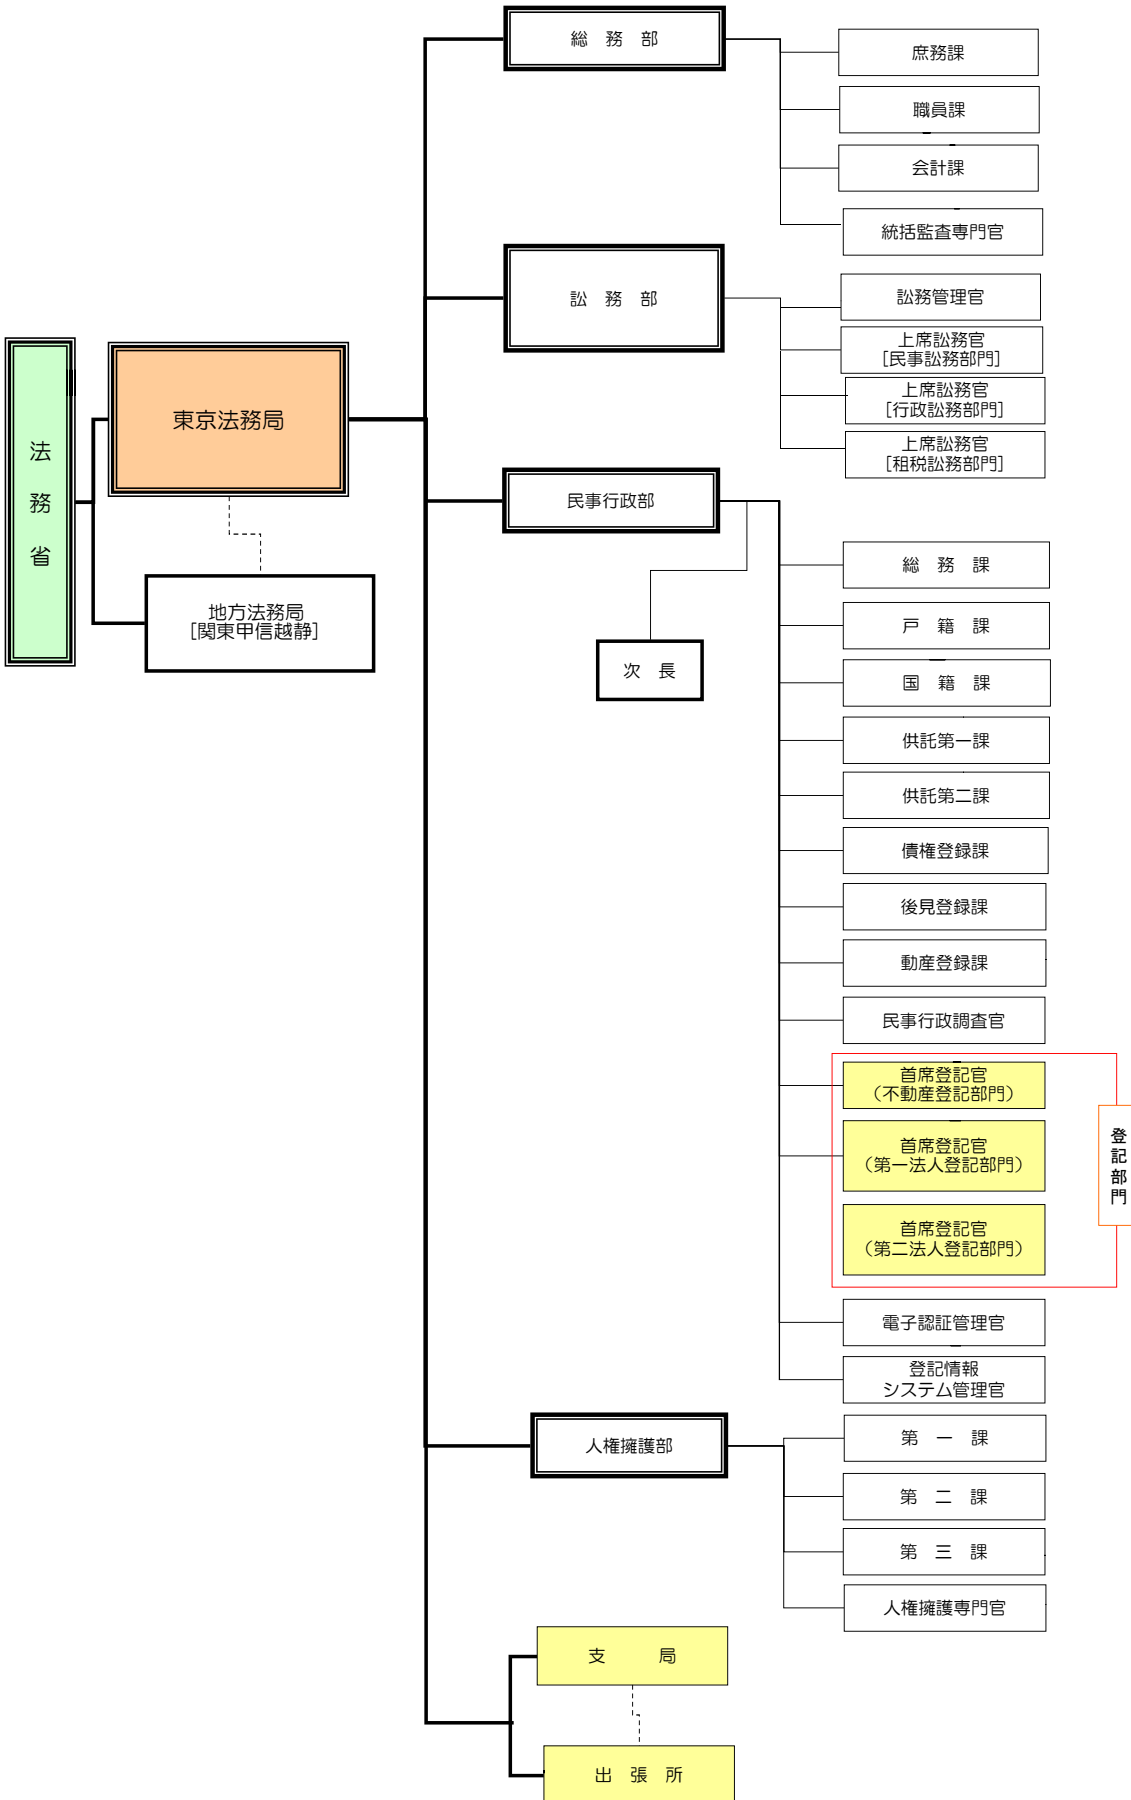 法務省
東京法務局
地方法務局
[関東甲信越静]
総務部
庶務課
職員課
会計課
統括監査専門官
訟務部
訟務管理官
上席訟務官
[民事訟務部門]
上席訟務官
[行政訟務部門]
上席訟務官
[租税訟務部門]
民事行政部
次長
総務課
戸籍課
国籍課
供託第一課
供託第二課
債権登録課
後見登録課
動産登録課
民事行政調査官
首席登記官
（不動産登記部門）
首席登記官
（第一法人登記部門）
首席登記官
（第二法人登記部門）
登記部門
電子認証管理官
登記情報
システム管理官
人権擁護部
第一課
第二課
第三課
人権擁護専門官
支局
出張所